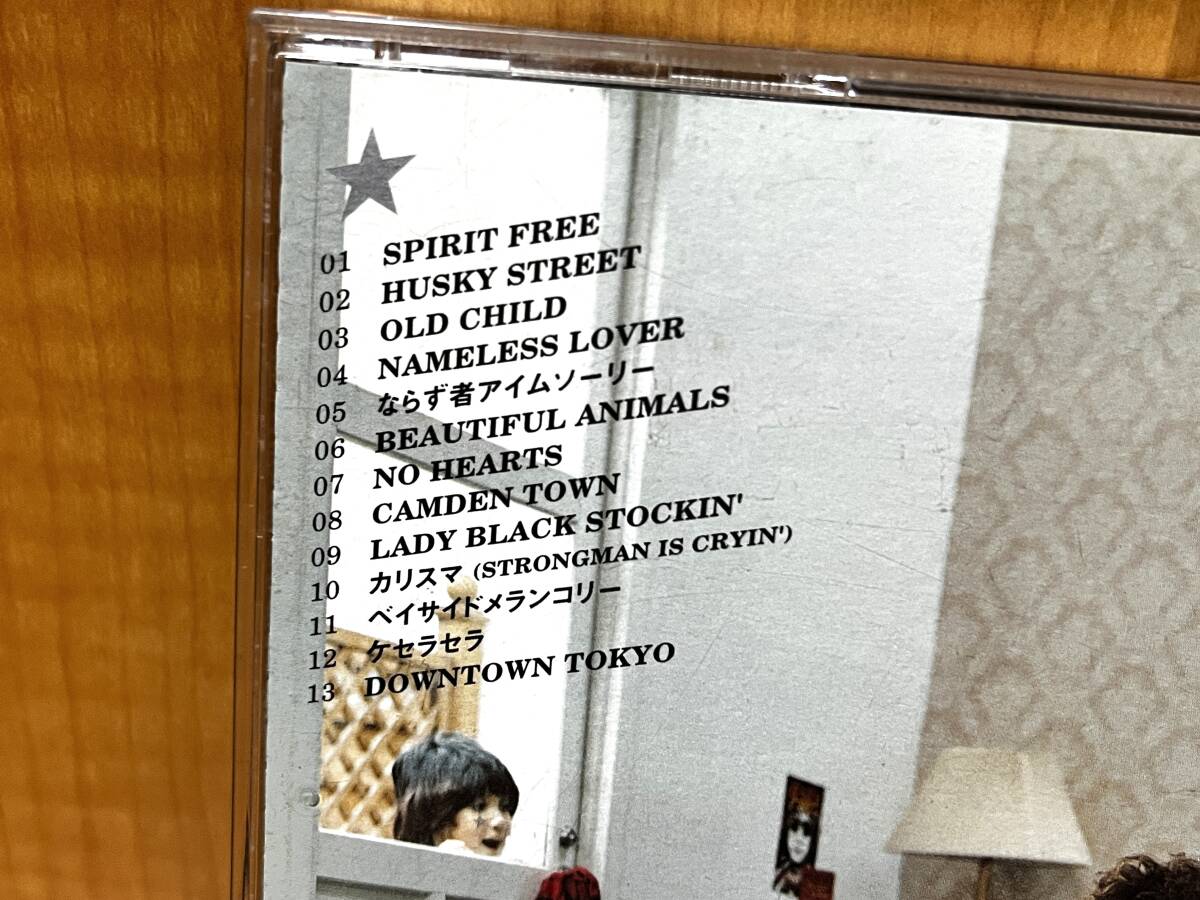 01 SPIRIT FREE
02 HUSKY STREET
03 OLD CHILD
04 NAMELESS LOVER
05 ならず者アイムソーリー
06 BEAUTIFUL ANIMALS
07 NO HEARTS
08 CAMDEN TOWN
09 LADY BLACK STOCKIN'
10 カリスマ (STRONGMAN IS CRYIN')
11 ベイサイドメランコリー
12 ケセラセラ
13 DOWNTOWN TOKYO